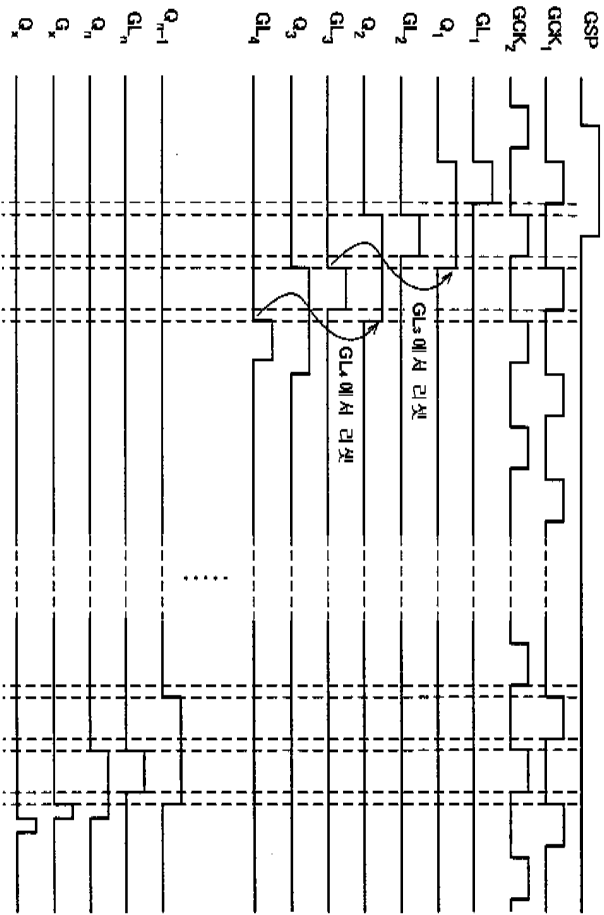 GSP
GCK1
GCK2
GL1
Q1
GL2
Q2
GL3
Q3
GL4
Qn-1
GLn
Qn
Gx
Qx
GL3에서 리셋
GL4에서 리셋
.....